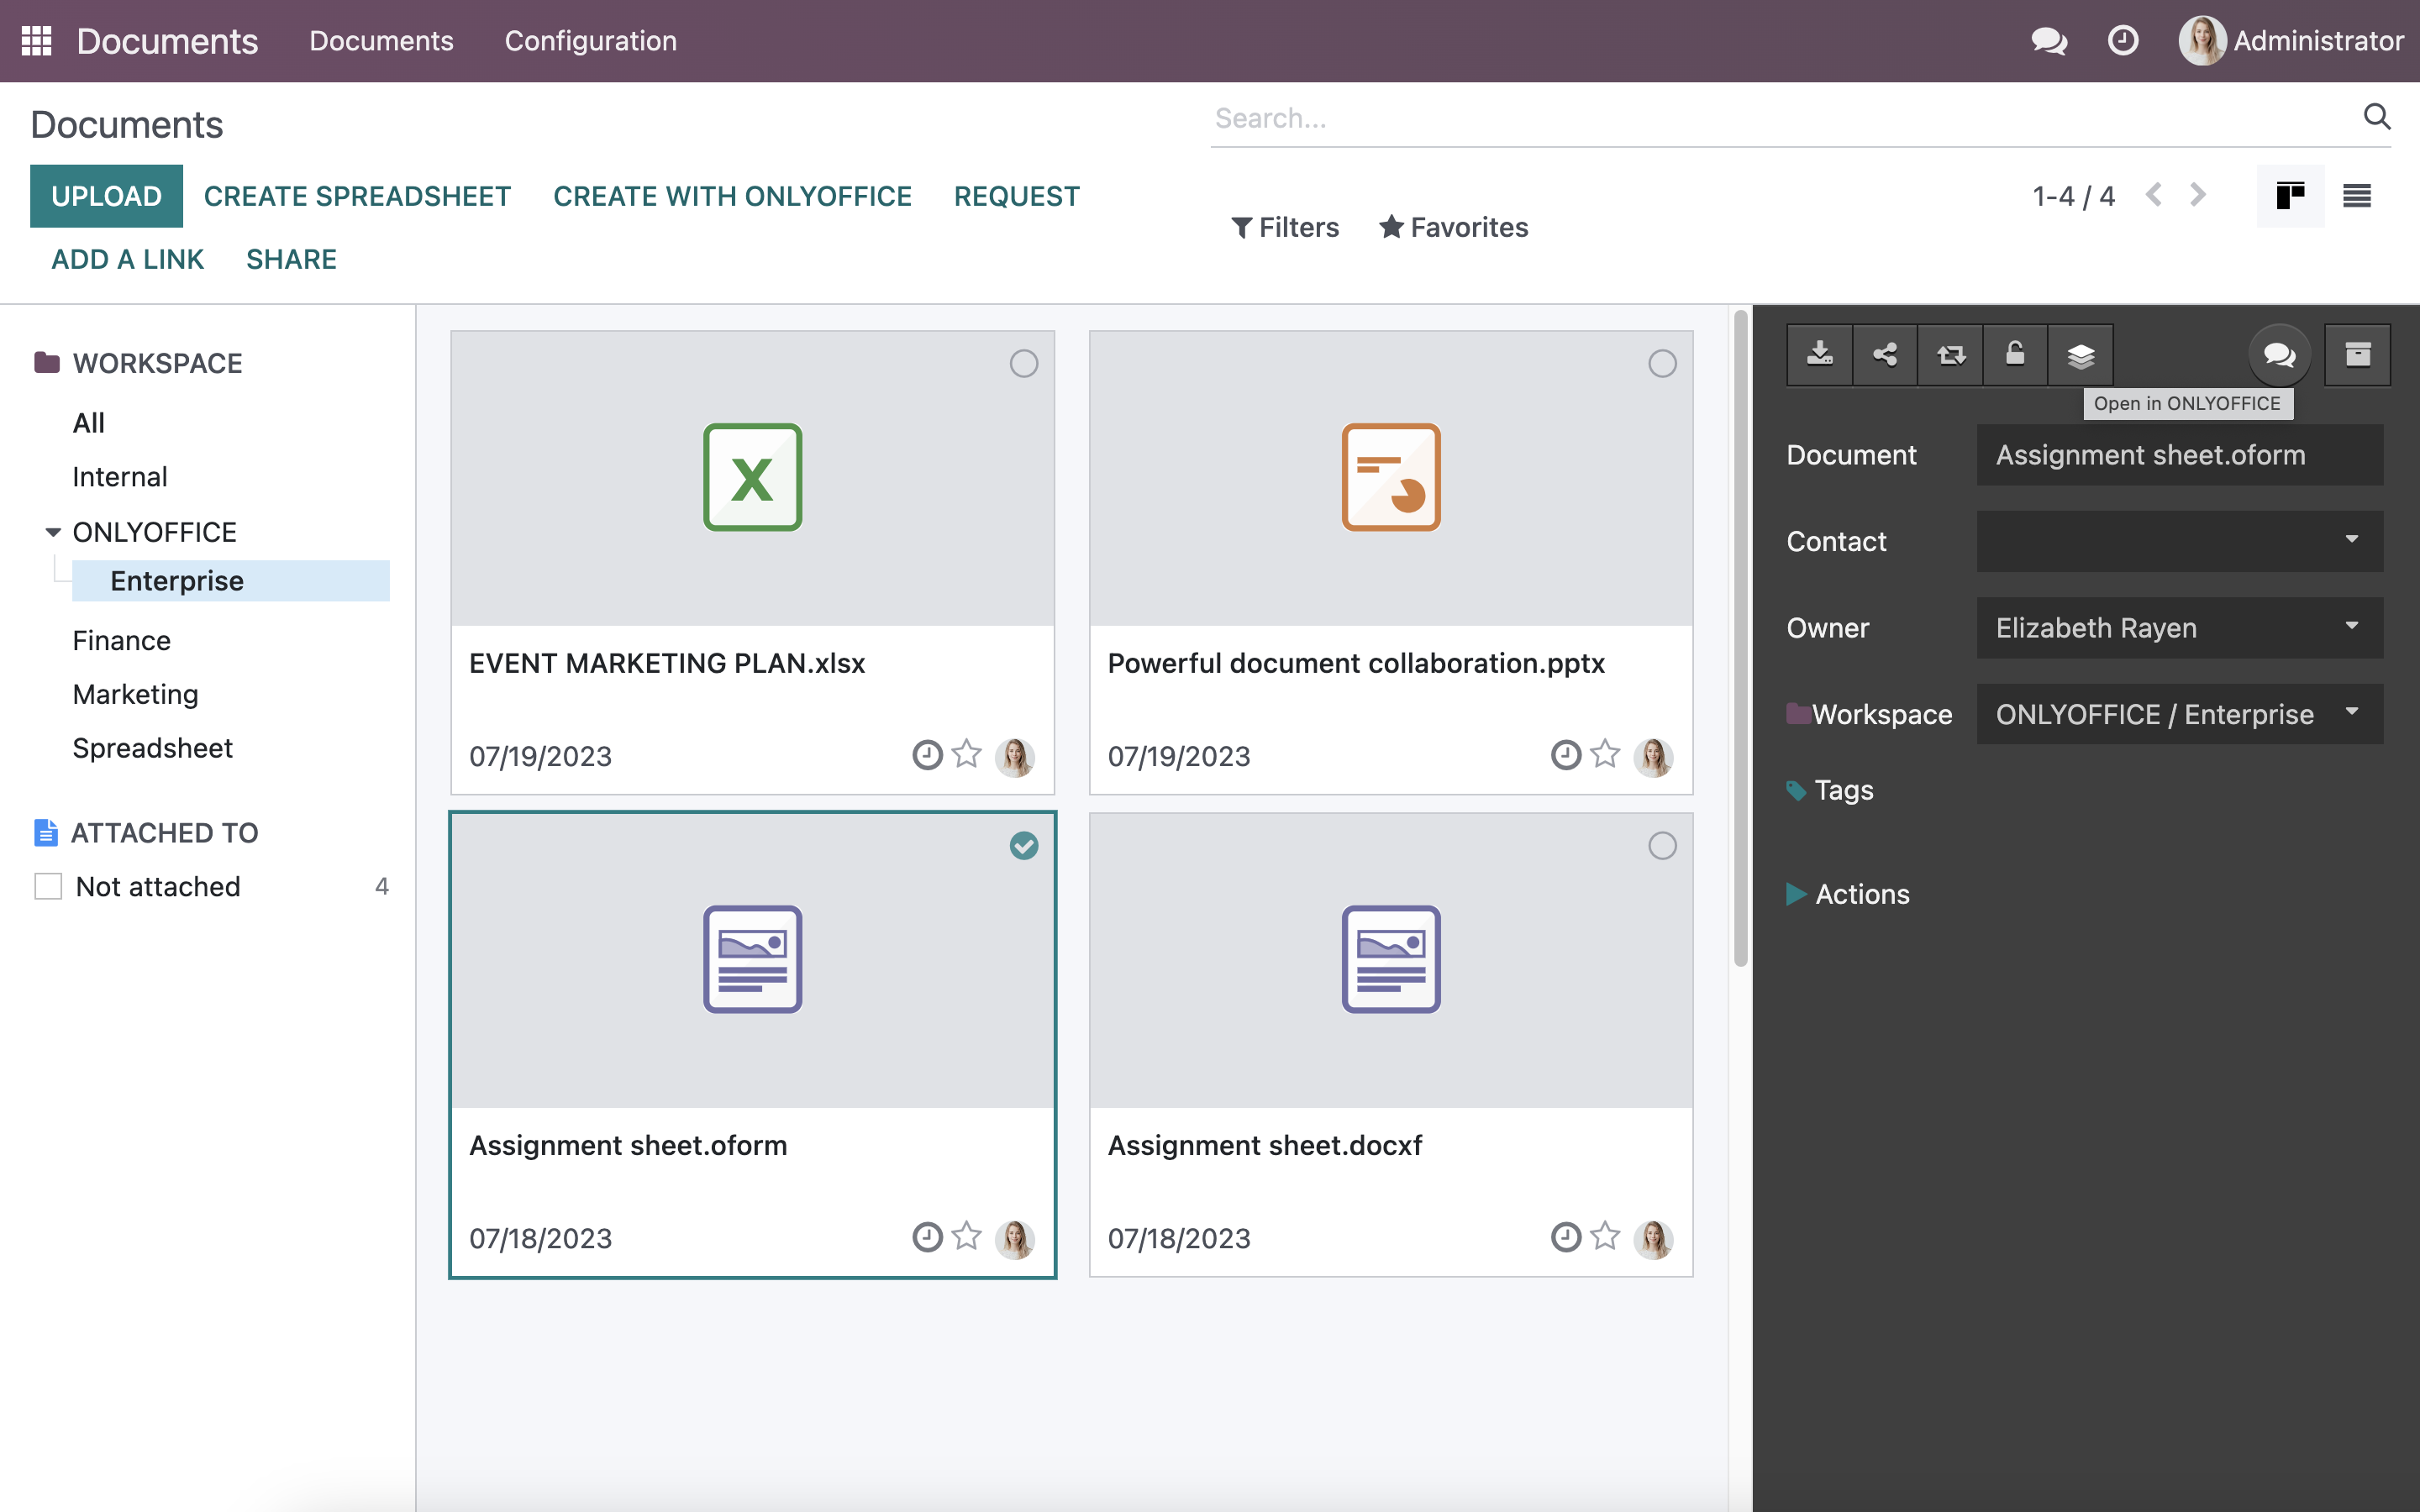 Documents
Documents
Configuration
Administrator
Documents
Search...
UPLOAD
CREATE SPREADSHEET
CREATE WITH ONLYOFFICE
REQUEST
ADD A LINK
SHARE
Filters
Favorites
1-4 / 4
WORKSPACE
All
Internal
ONLYOFFICE
Enterprise
Finance
Marketing
Spreadsheet
ATTACHED TO
Not attached
4
X
EVENT MARKETING PLAN.xlsx
07/19/2023
Powerful document collaboration.pptx
07/19/2023
Assignment sheet.oform
07/18/2023
Assignment sheet.docxf
07/18/2023
Open in ONLYOFFICE
Document
Assignment sheet.oform
Contact
Owner
Elizabeth Rayen
Workspace
ONLYOFFICE / Enterprise
Tags
Actions